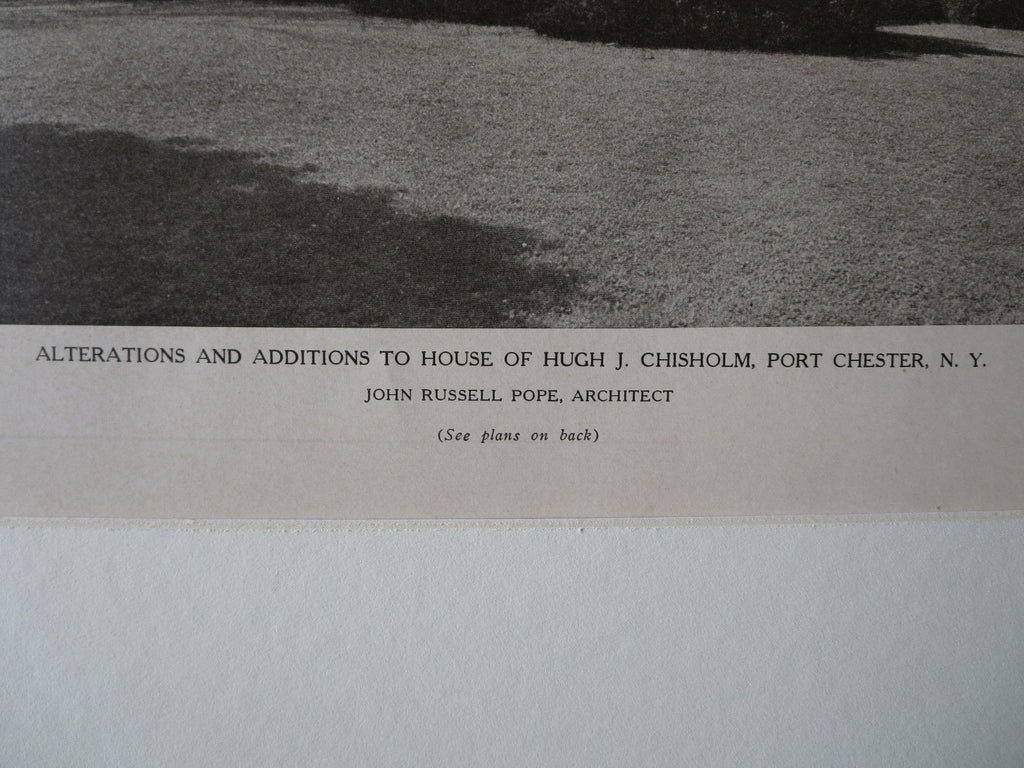 ALTERATIONS AND ADDITIONS TO HOUSE OF HUGH J. CHISHOLM, PORT CHESTER, N. Y.
JOHN RUSSELL POPE, ARCHITECT
(See plans on back)